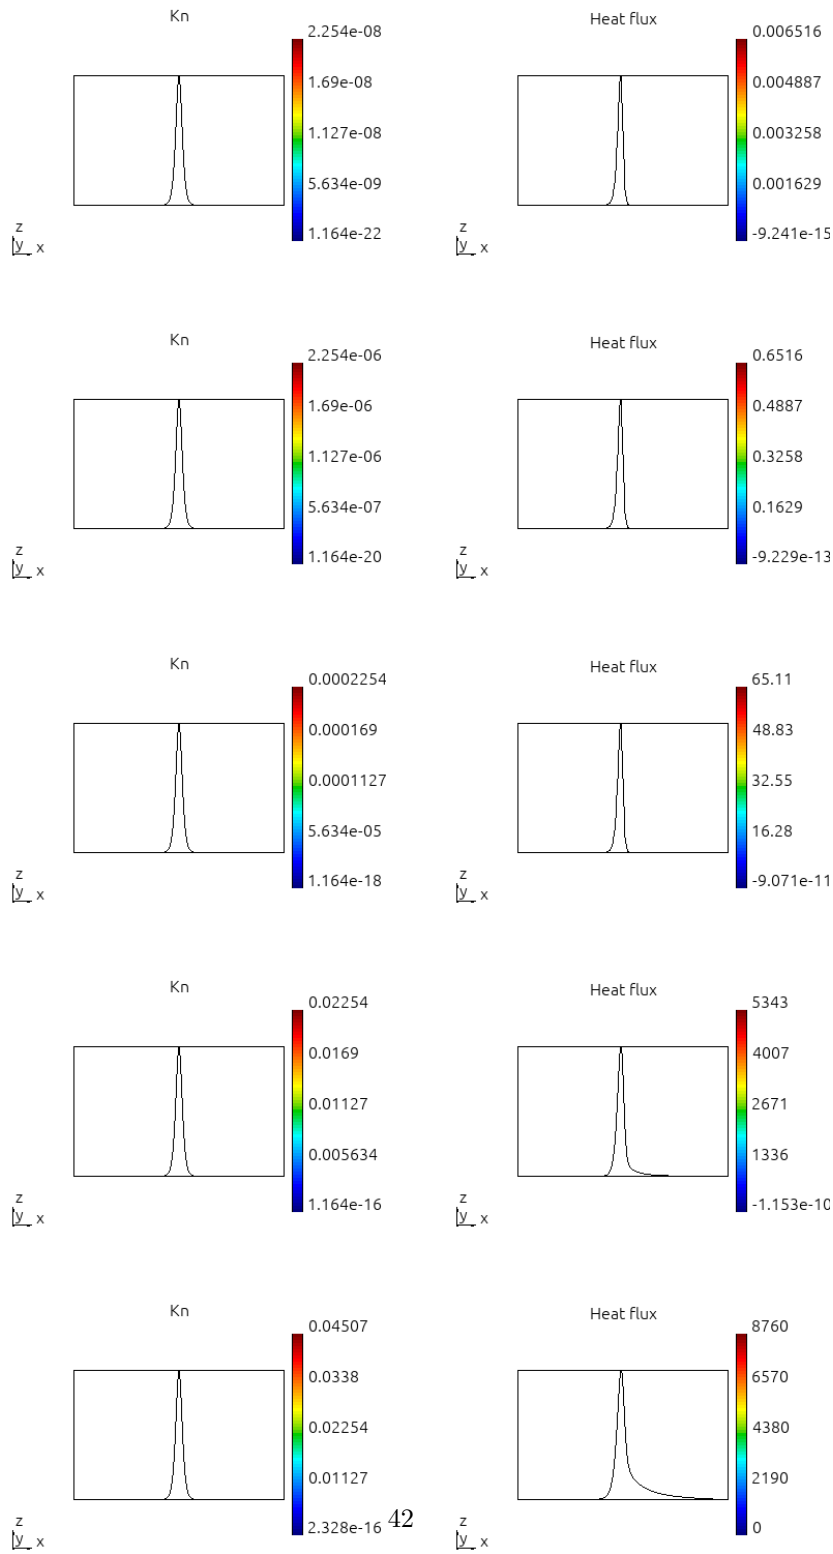 Kn
2.254e-08
1.69e-08
1.127e-08
5.634e-09
1.164e-22
z
y x
Heat flux
0.006516
0.004887
0.003258
0.001629
-9.241e-15
z
y x
Kn
2.254e-06
1.69e-06
1.127e-06
5.634e-07
1.164e-20
z
y x
Heat flux
0.6516
0.4887
0.3258
0.1629
-9.229e-13
z
y x
Kn
0.0002254
0.000169
0.0001127
5.634e-05
1.164e-18
z
y x
Heat flux
65.11
48.83
32.55
16.28
-9.071e-11
z
y x
Kn
0.02254
0.0169
0.01127
0.005634
1.164e-16
z
y x
Heat flux
5343
4007
2671
1336
-1.153e-10
z
y x
Kn
0.04507
0.0338
0.02254
0.01127
2.328e-16
z
y x
Heat flux
8760
6570
4380
2190
0
z
y x
42